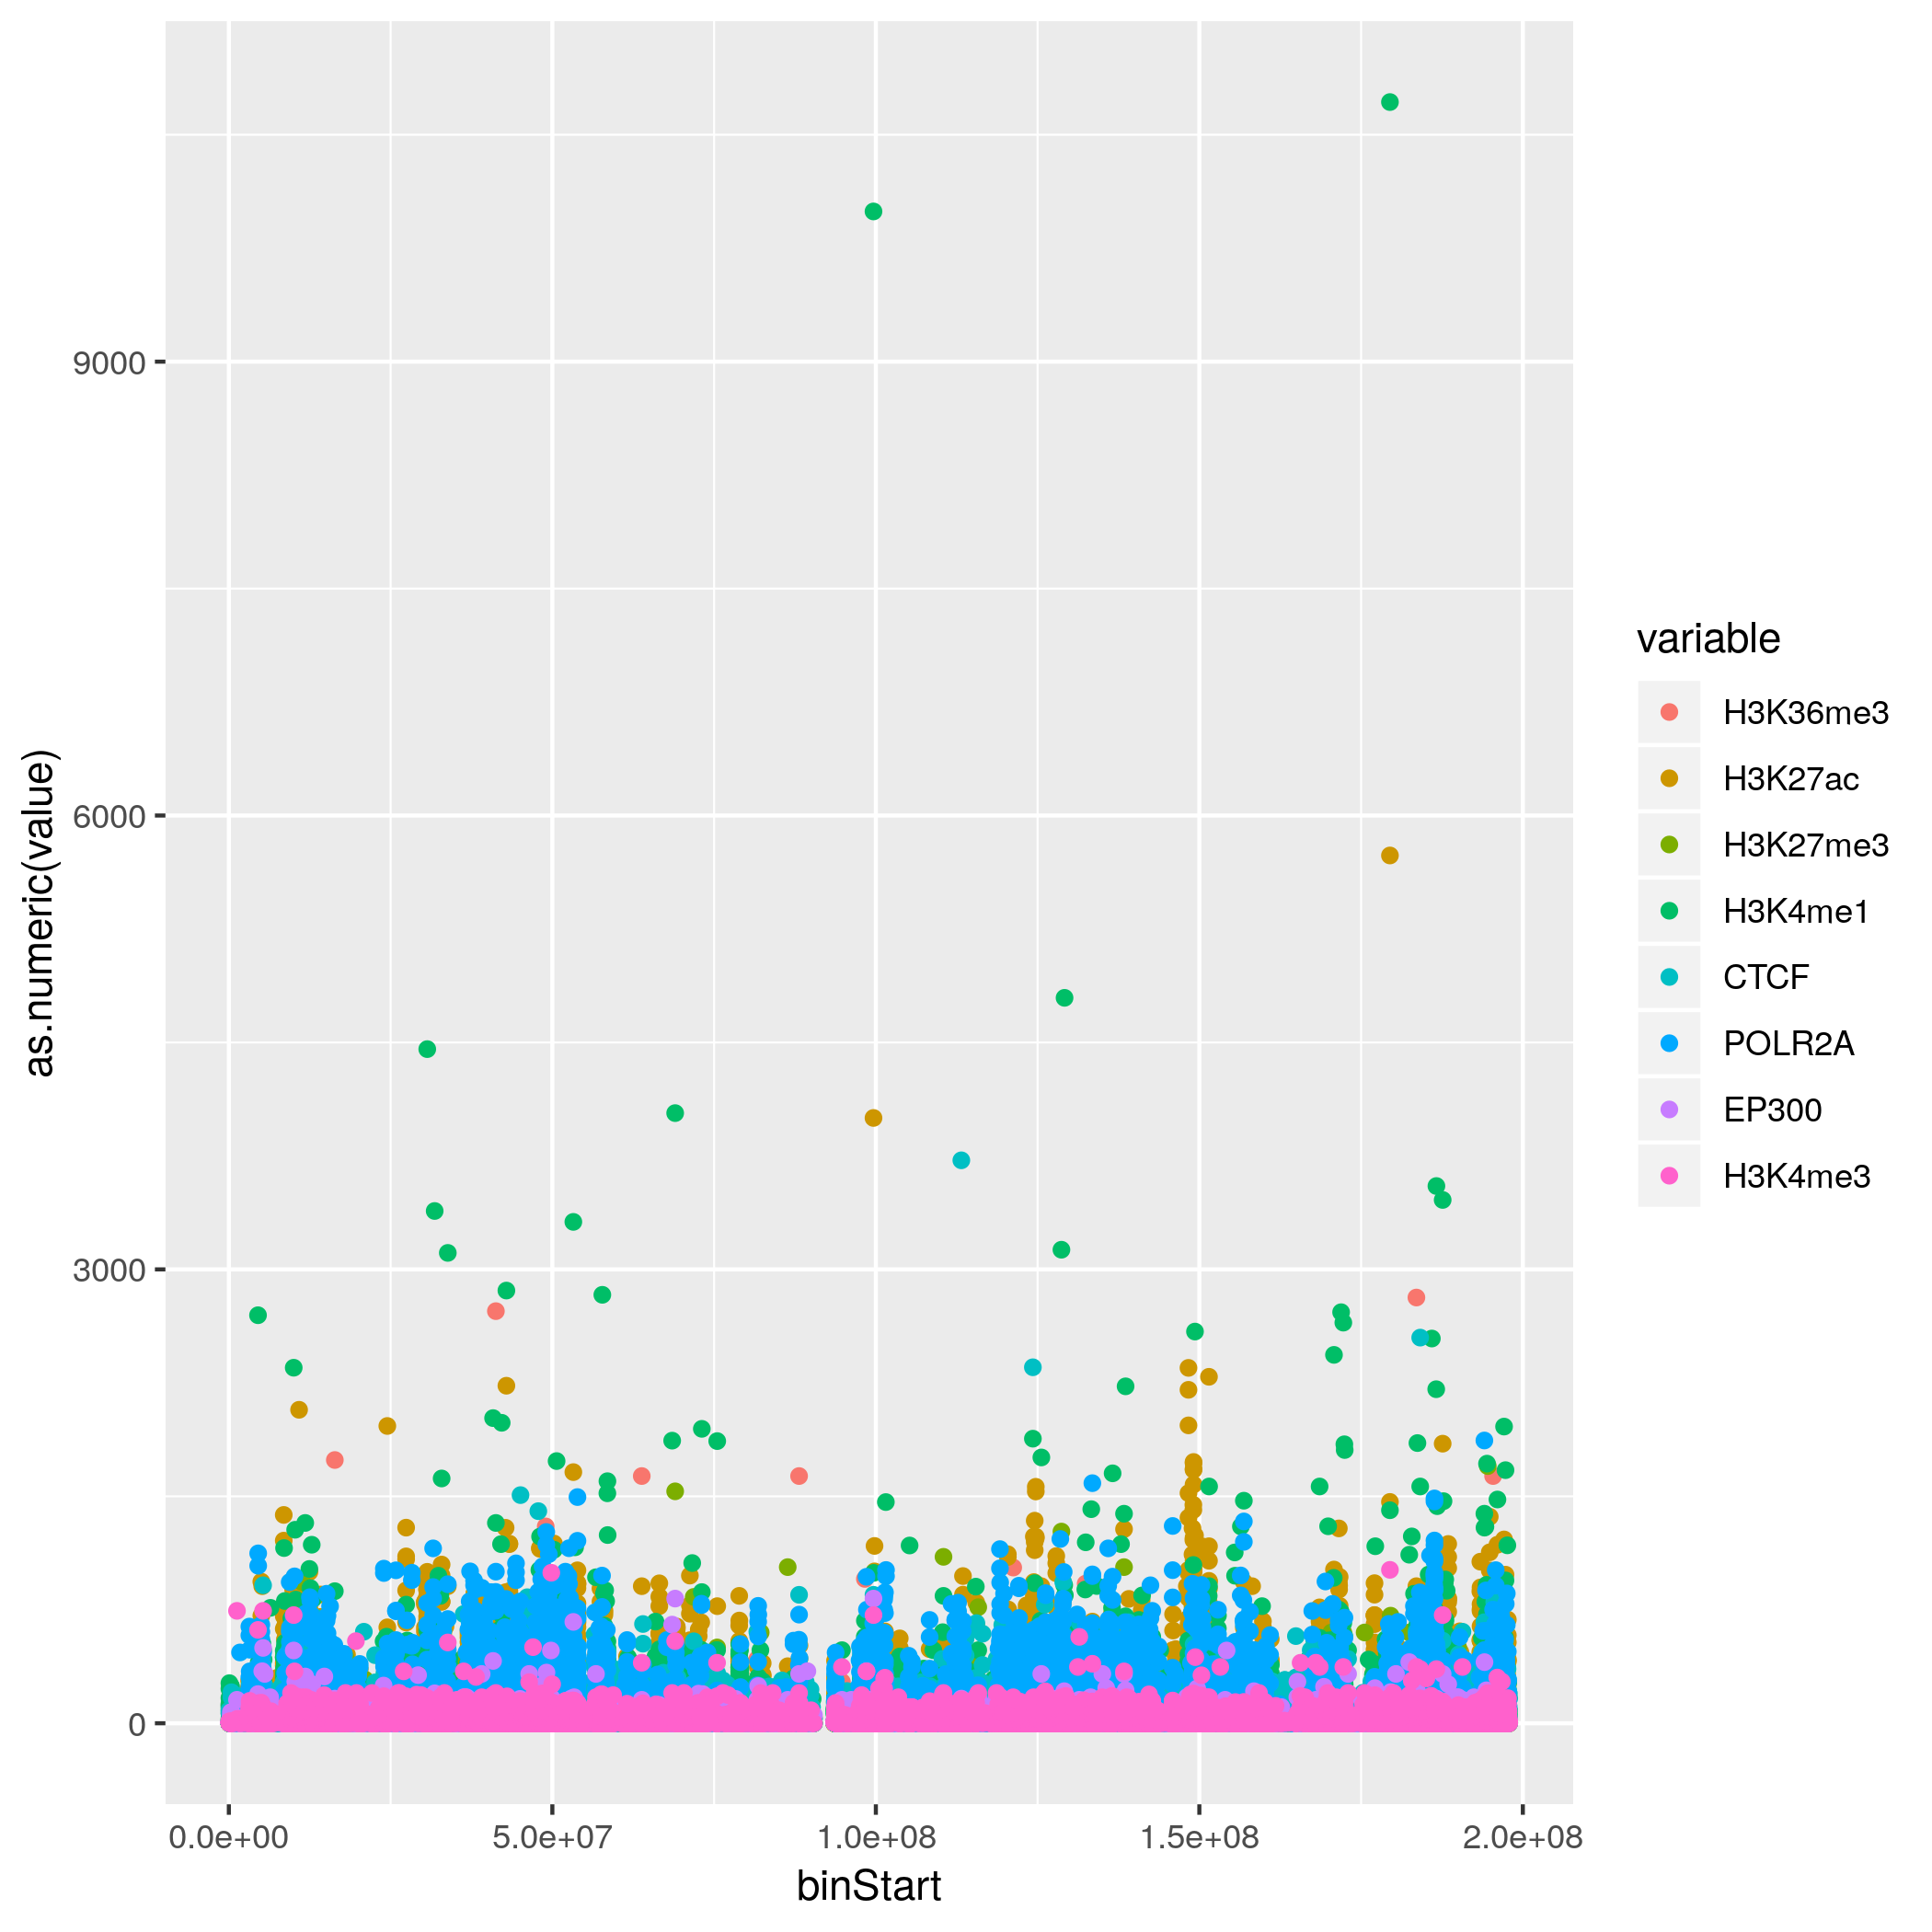 9000
6000
3000
0
as.numeric(value)
0.0e+00 5.0e+07 1.0e+08 1.5e+08 2.0e+08
binStart
variable
H3K36me3
H3K27ac
H3K27me3
H3K4me1
CTCF
POLR2A
EP300
H3K4me3